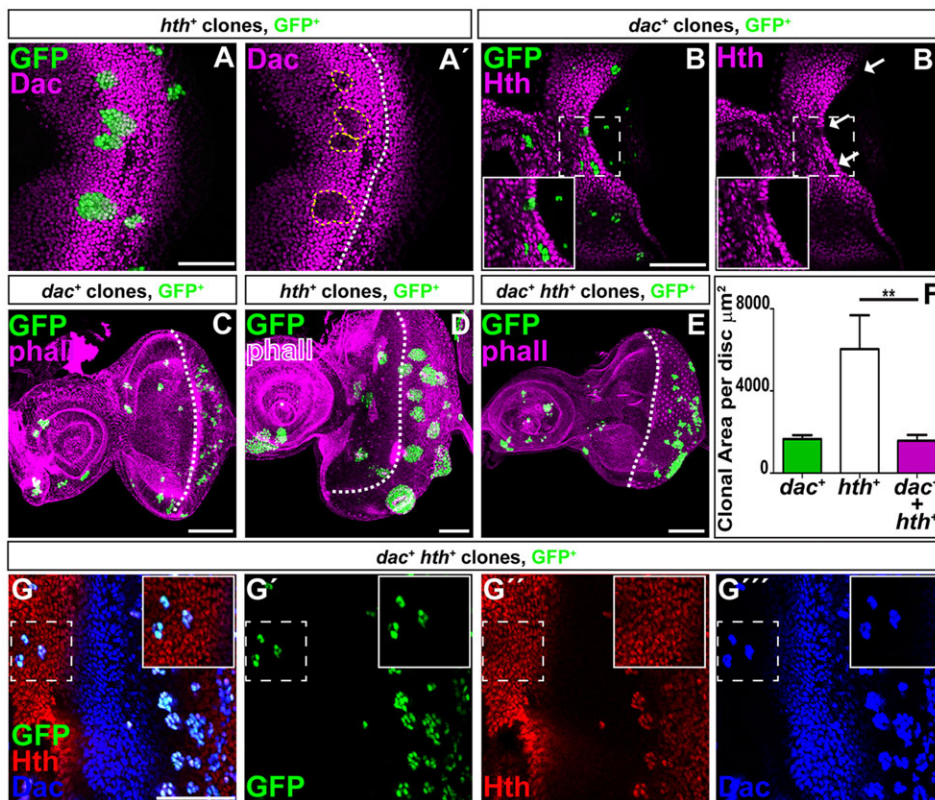 hth⁺ clones, GFP⁺
dac⁺ clones, GFP⁺
GFP
Dac
A
Dac
A´
GFP
Hth
B
Hth
B
dac⁺ clones, GFP⁺
hth⁺ clones, GFP⁺
dac⁺ hth⁺ clones, GFP⁺
GFP
phall
C
GFP
phall
D
GFP
phall
E
F
**
Clonal Area per disc µm²
8000
4000
0
dac⁺
hth⁺
dac⁺
+
hth⁺
dac⁺ hth⁺ clones, GFP⁺
G
GFP
Hth
Dac
G´
GFP
G´´
Hth
G´´´
Dac